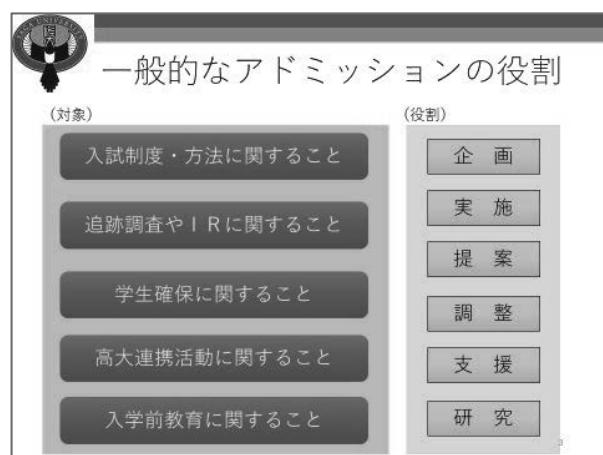 SAGA UNIVERSITY
一般的なアドミッションの役割
(対象)
入試制度・方法に関すること
追跡調査やＩＲに関すること
学生確保に関すること
高大連携活動に関すること
入学前教育に関すること
(役割)
企　画
実　施
提　案
調　整
支　援
研　究
3